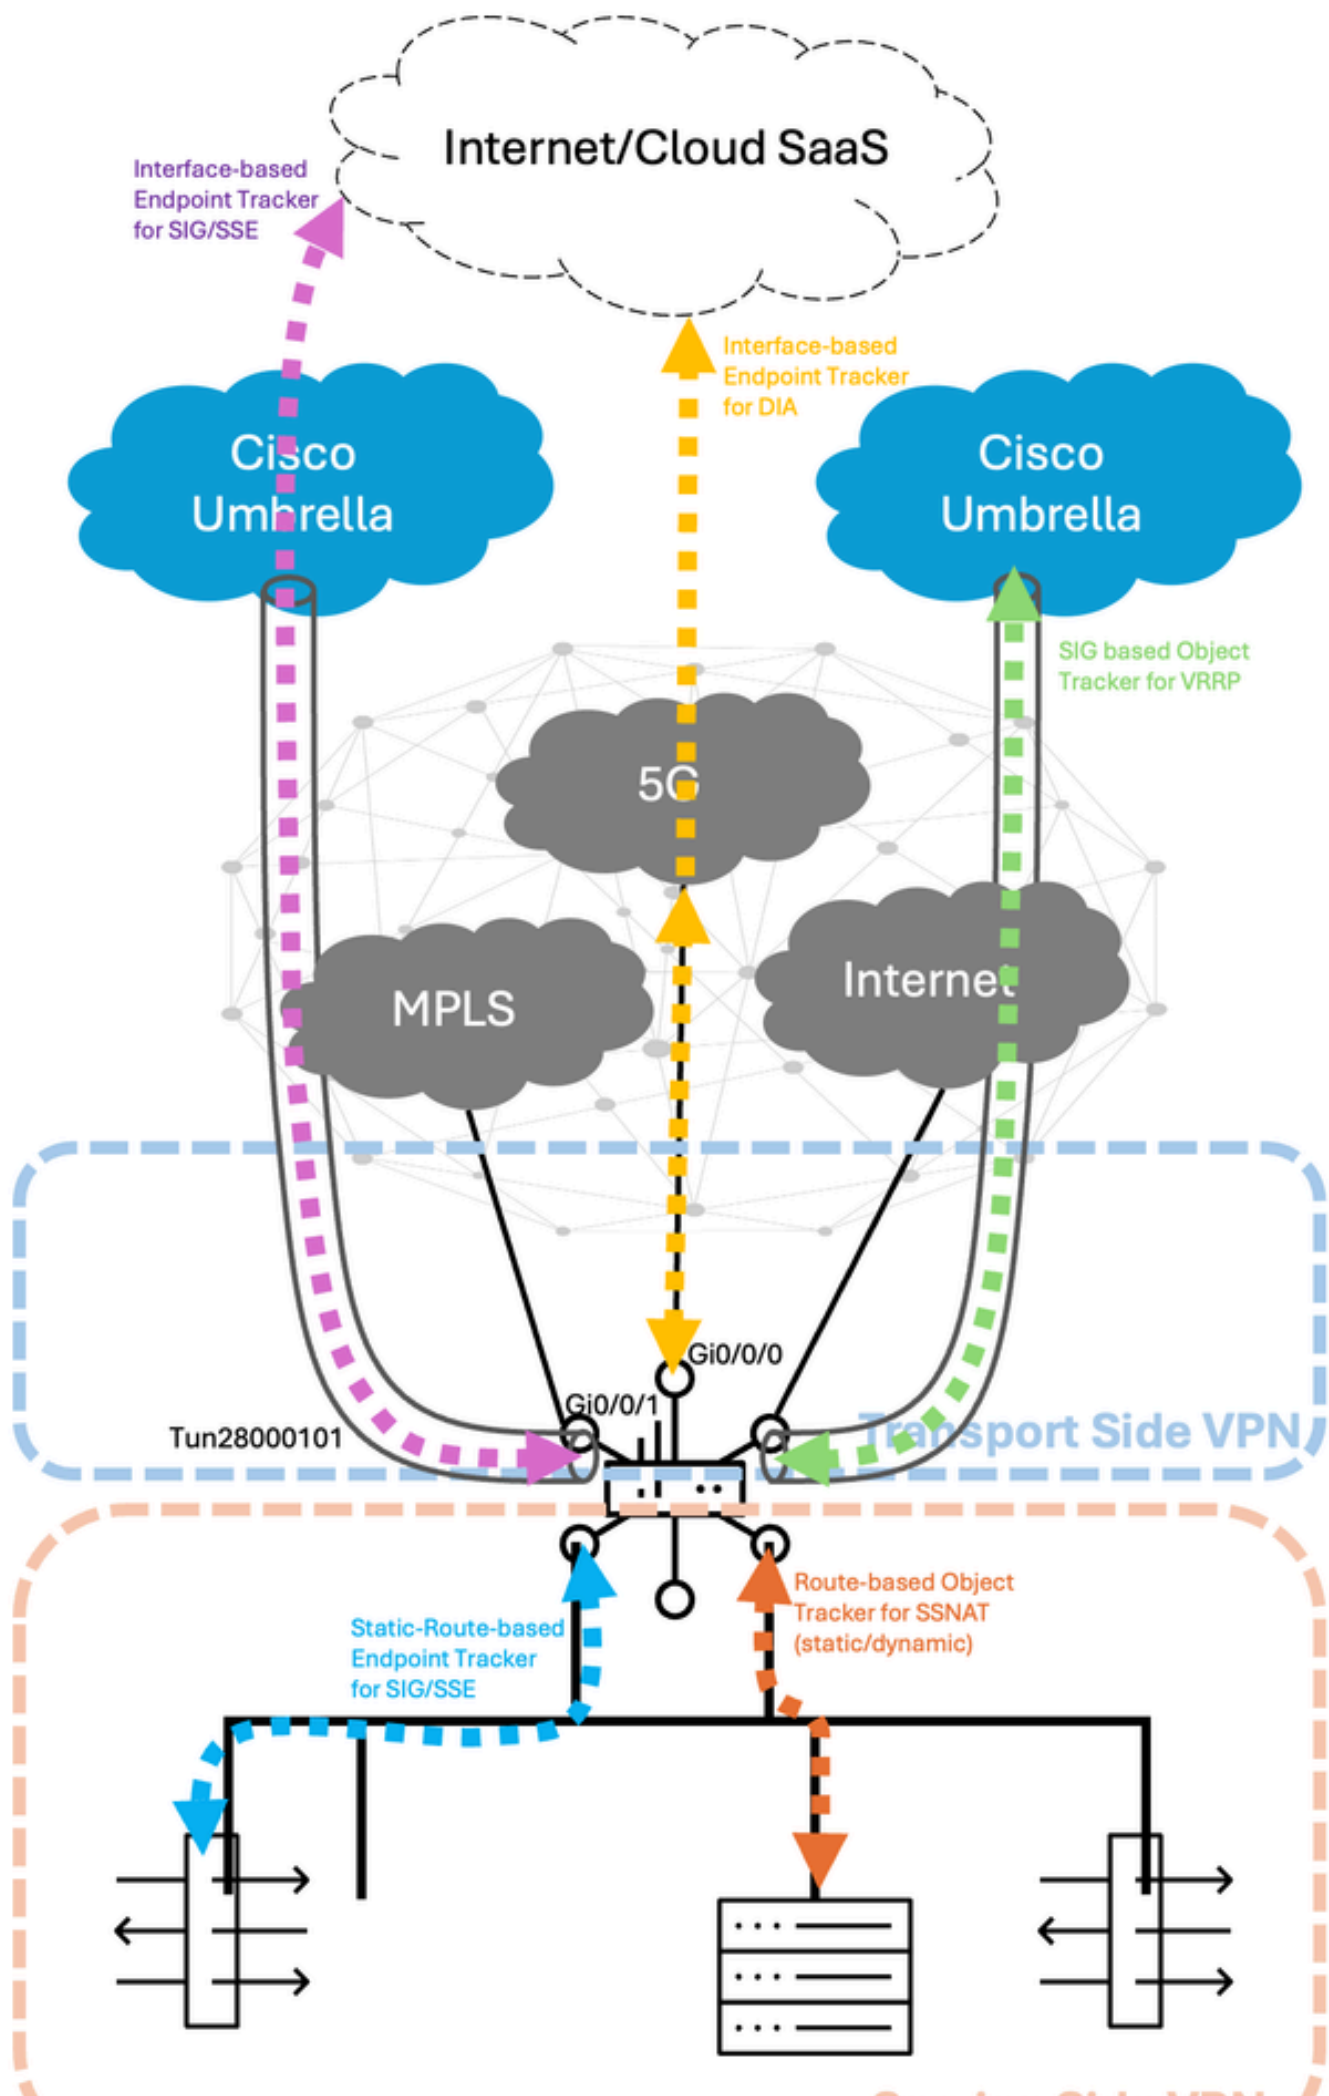 Internet/Cloud SaaS
Interface-based
Endpoint Tracker
for SIG/SSE
Interface-based
Endpoint Tracker
for DIA
Cisco
Umbrella
Cisco
Umbrella
SIG based Object
Tracker for VRRP
5G
MPLS
Internet
Gi0/0/0
Gi0/0/1
Tun28000101
Transport Side VPN
Route-based Object
Tracker for SSNAT
(static/dynamic)
Static-Route-based
Endpoint Tracker
for SIG/SSE